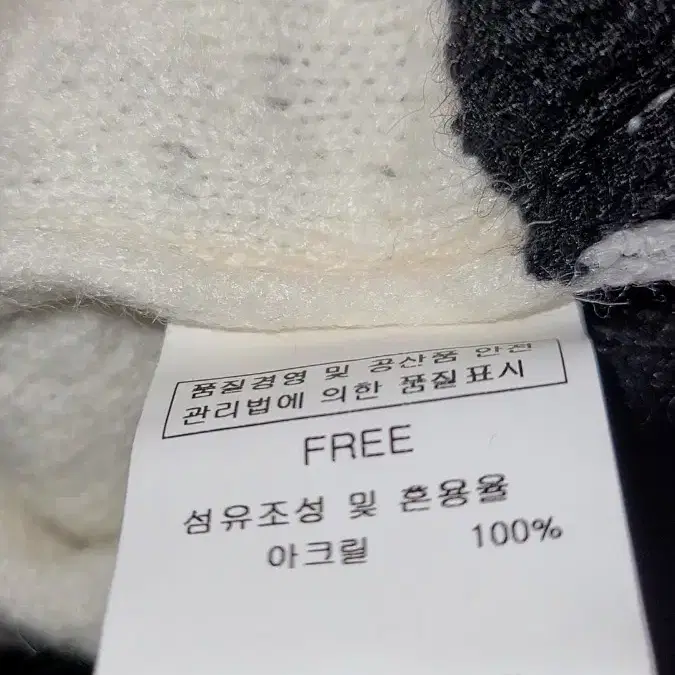 품질경영 및 공산품 안전
관리법에 의한 품질표시
FREE
섬유조성 및 혼용율
아크릴 100%